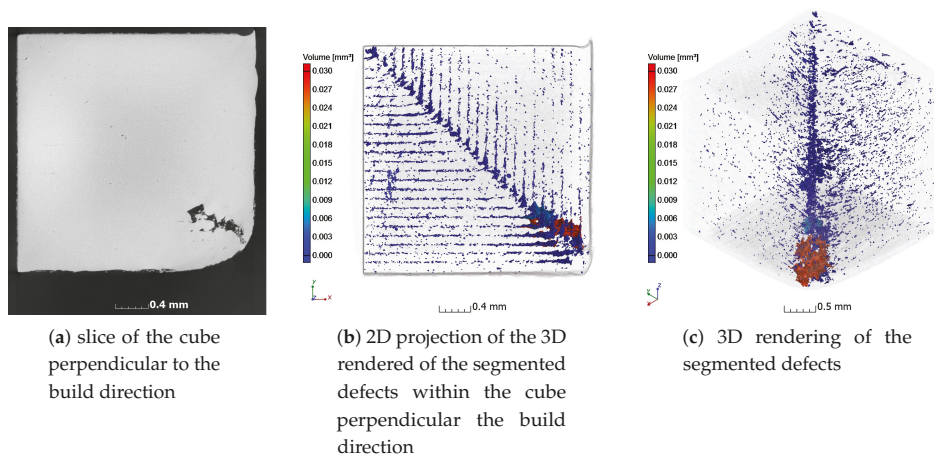 Volume [mm³]
0.030
0.027
0.024
0.021
0.018
0.015
0.012
0.009
0.006
0.003
0.000
Volume [mm³]
0.030
0.027
0.024
0.021
0.018
0.015
0.012
0.009
0.006
0.003
0.000
y
z
x
z
y
x
0.4 mm
0.4 mm
0.5 mm
(a) slice of the cube
perpendicular to the
build direction
(b) 2D projection of the 3D
rendered of the segmented
defects within the cube
perpendicular the build
direction
(c) 3D rendering of the
segmented defects